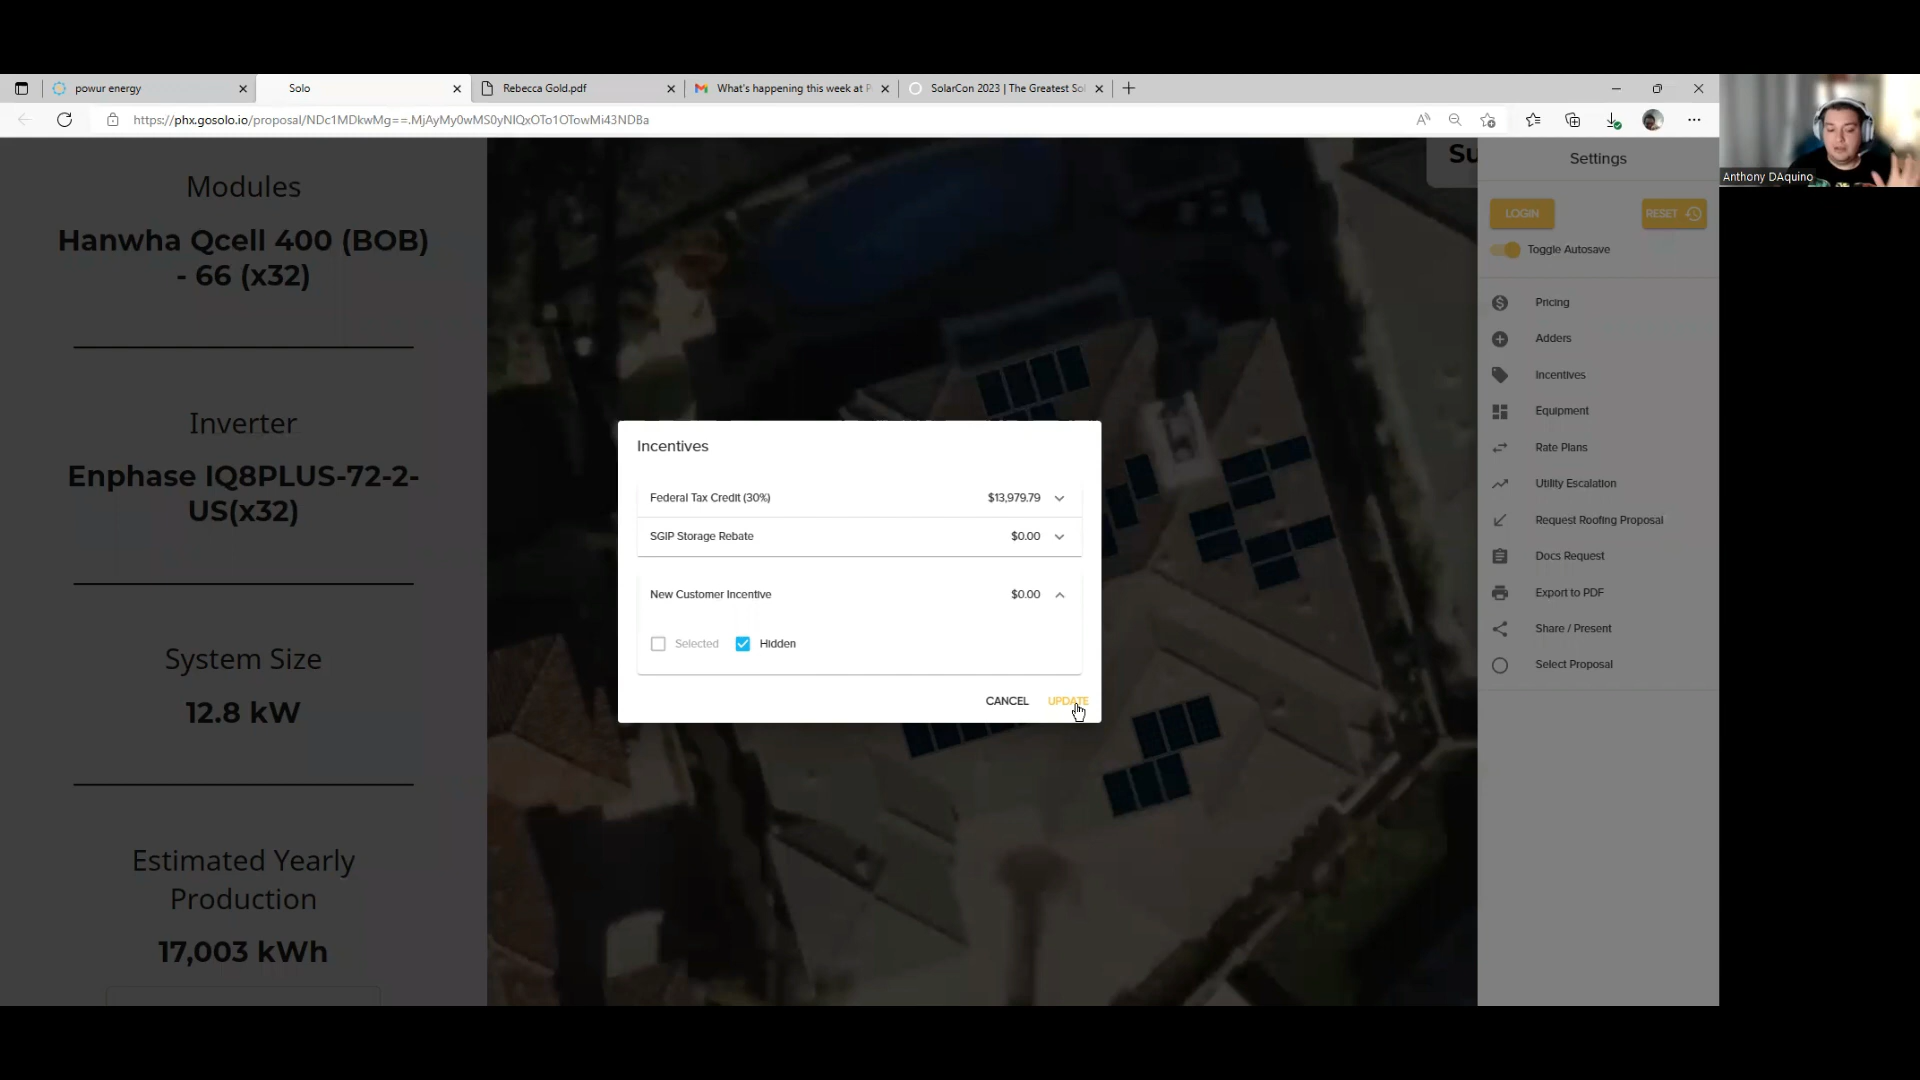 powur energy
Solo
Rebecca Gold.pdf
What's happening this week at P
SolarCon 2023 | The Greatest Sol
https://phx.gosolo.io/proposal/NDc1MDkwMg==.MjAyMy0wMS0yNlQxOTo1OTowMi43NDBa
Modules
Hanwha Qcell 400 (BOB)
- 66 (x32)
Inverter
Enphase IQ8PLUS-72-2-
US(x32)
System Size
12.8 kW
Estimated Yearly
Production
17,003 kWh
Su
Incentives
Federal Tax Credit (30%) $13,979.79
SGIP Storage Rebate $0.00
New Customer Incentive $0.00
Selected Hidden
CANCEL UPDATE
Settings
LOGIN RESET
Toggle Autosave
Pricing
Adders
Incentives
Equipment
Rate Plans
Utility Escalation
Request Roofing Proposal
Docs Request
Export to PDF
Share / Present
Select Proposal
Anthony DAquino